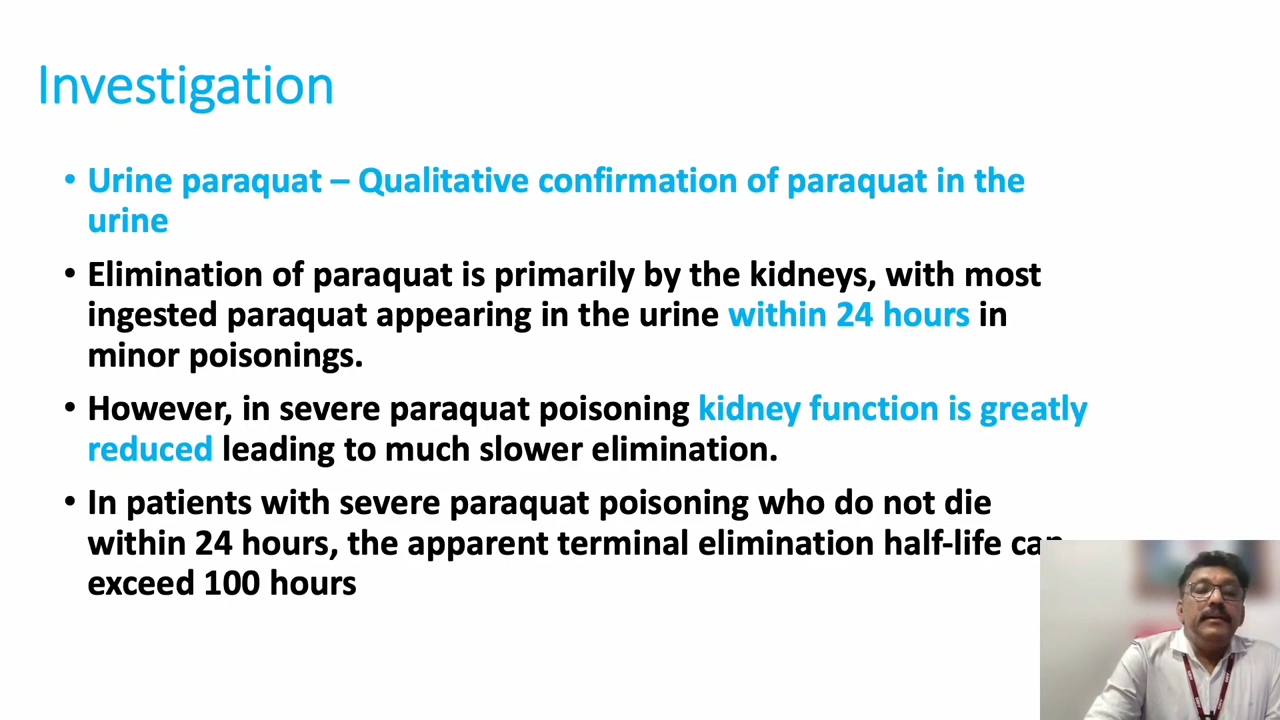 Investigation
• Urine paraquat – Qualitative confirmation of paraquat in the
urine
• Elimination of paraquat is primarily by the kidneys, with most
ingested paraquat appearing in the urine within 24 hours in
minor poisonings.
• However, in severe paraquat poisoning kidney function is greatly
reduced leading to much slower elimination.
• In patients with severe paraquat poisoning who do not die
within 24 hours, the apparent terminal elimination half-life can
exceed 100 hours